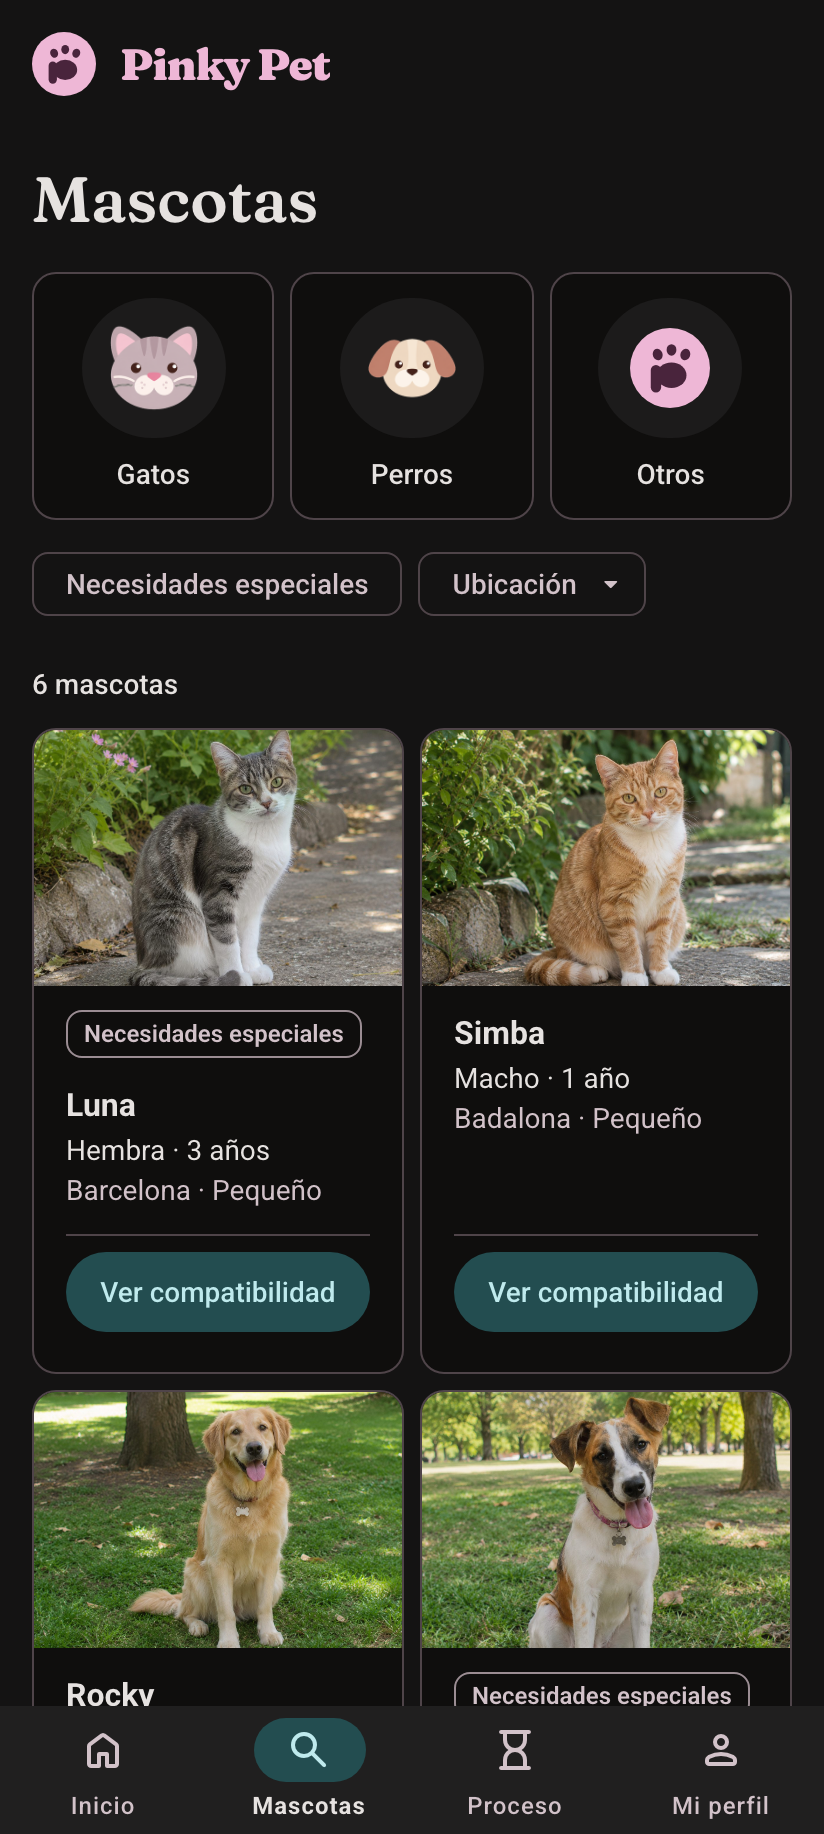 Pinky Pet
Mascotas
Gatos
Perros
Otros
Necesidades especiales
Ubicación
6 mascotas
Necesidades especiales
Luna
Hembra · 3 años
Barcelona · Pequeño
Ver compatibilidad
Simba
Macho · 1 año
Badalona · Pequeño
Ver compatibilidad
Rocky
Necesidades especiales
Inicio
Mascotas
Proceso
Mi perfil